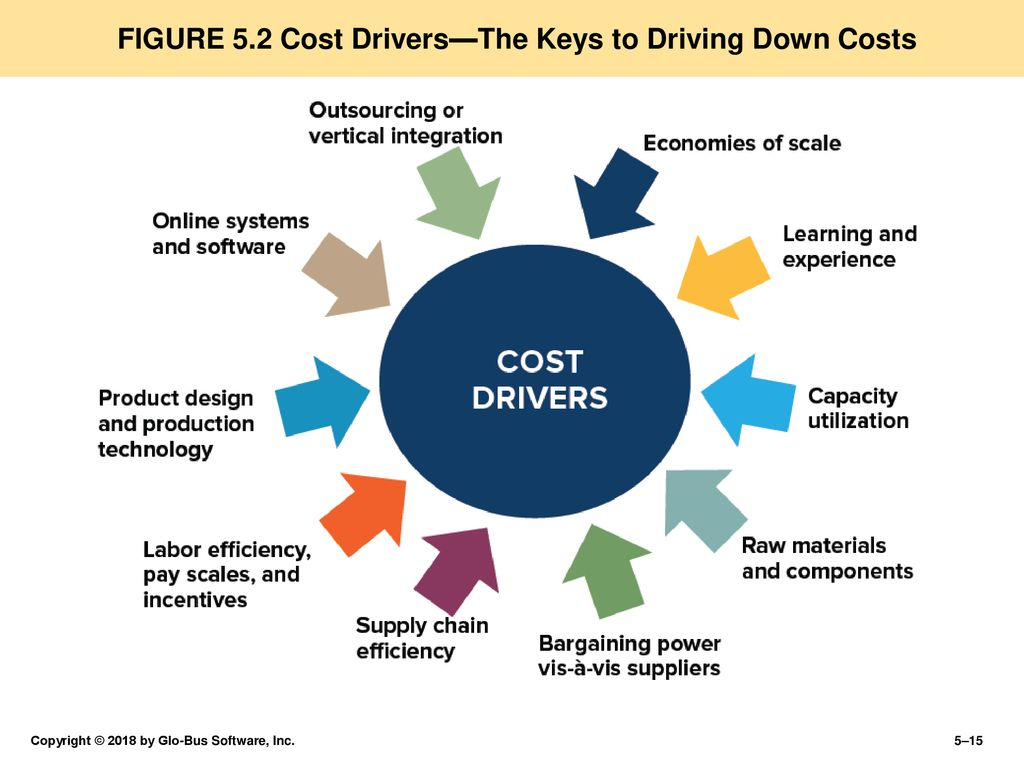 FIGURE 5.2 Cost Drivers—The Keys to Driving Down Costs
Outsourcing or
vertical integration
Economies of scale
Online systems
and software
Learning and
experience
COST
DRIVERS
Product design
and production
technology
Capacity
utilization
Labor efficiency,
pay scales, and
incentives
Raw materials
and components
Supply chain
efficiency
Bargaining power
vis-à-vis suppliers
Copyright © 2018 by Glo-Bus Software, Inc.
5–15